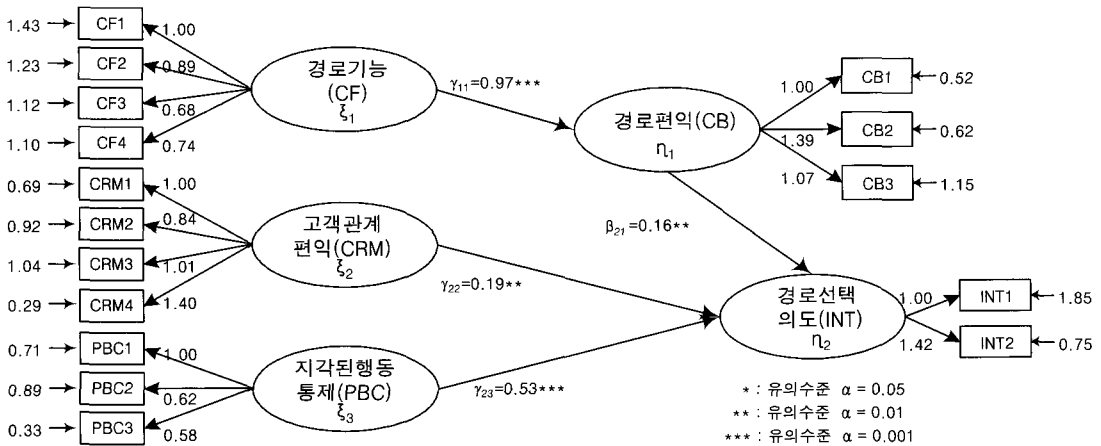 1.43 CF1 1.00
1.23 CF2 0.89
1.12 CF3 0.68
1.10 CF4 0.74
경로기능
(CF)
ξ1
γ11=0.97***
경로편익(CB)
η1
1.00 CB1 0.52
1.39 CB2 0.62
1.07 CB3 1.15
0.69 CRM1 1.00
0.92 CRM2 0.84
1.04 CRM3 1.01
0.29 CRM4 1.40
고객관계
편익(CRM)
ξ2
γ22=0.19**
β21=0.16**
경로선택
의도(INT)
η2
1.00 INT1 1.85
1.42 INT2 0.75
0.71 PBC1 1.00
0.89 PBC2 0.62
0.33 PBC3 0.58
지각된행동
통제(PBC)
ξ3
γ23=0.53***
* : 유의수준 α = 0.05
** : 유의수준 α = 0.01
*** : 유의수준 α = 0.001